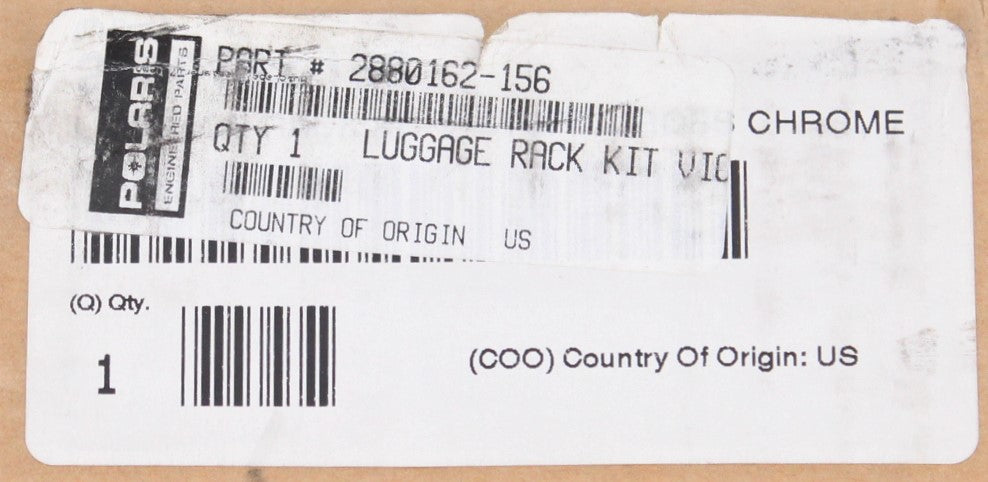 POLARIS
ENGINEERED PARTS
PART # 2880162-156
CHROME
QTY 1 LUGGAGE RACK KIT VIC
COUNTRY OF ORIGIN US
(Q) Qty.
1
(COO) Country Of Origin: US